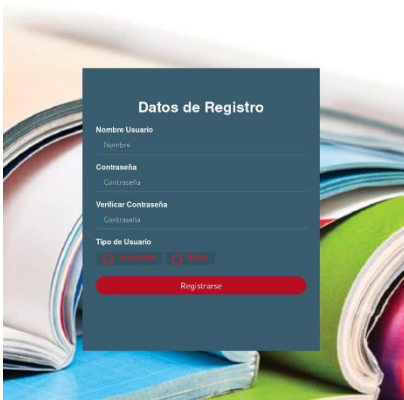 Datos de Registro
Nombre Usuario
Nombre
Contraseña
Contraseña
Verificar Contraseña
Contraseña
Tipo de Usuario
Registrarse